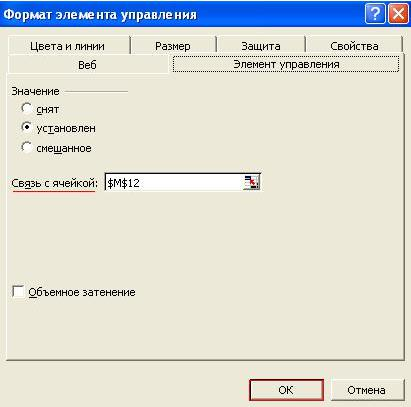 Формат элемента управления
Цвета и линии Размер Защита Свойства
Веб Элемент управления
Значение
снят
установлен
смешанное
Связь с ячейкой: $M$12
Объемное затенение
ОК Отмена